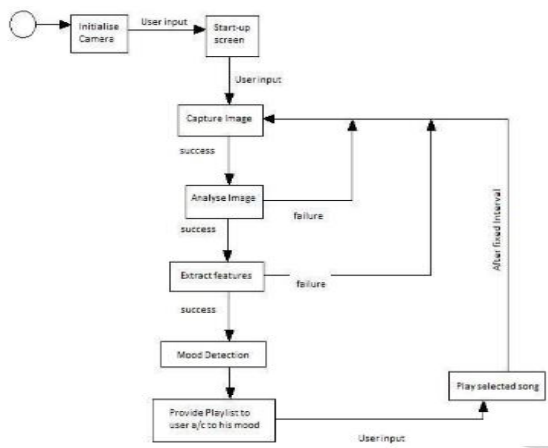 Initialise
Camera
User input
Start-up
screen
User input
Capture Image
success
Analyse Image
failure
success
Extract features
failure
success
After fixed Interval
Mood Detection
Play selected song
Provide Playlist to
user a/c to his mood
User input